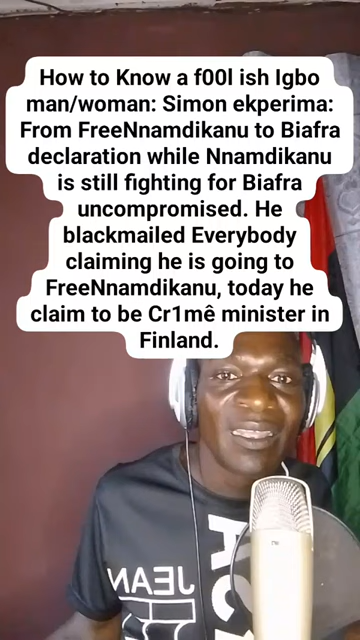 How to Know a f00l ish Igbo
man/woman: Simon ekperima:
From FreeNnamdikanu to Biafra
declaration while Nnamdikanu
is still fighting for Biafra
uncompromised. He
blackmailed Everybody
claiming he is going to
FreeNnamdikanu, today he
claim to be Cr1mê minister in
Finland.
JEAN